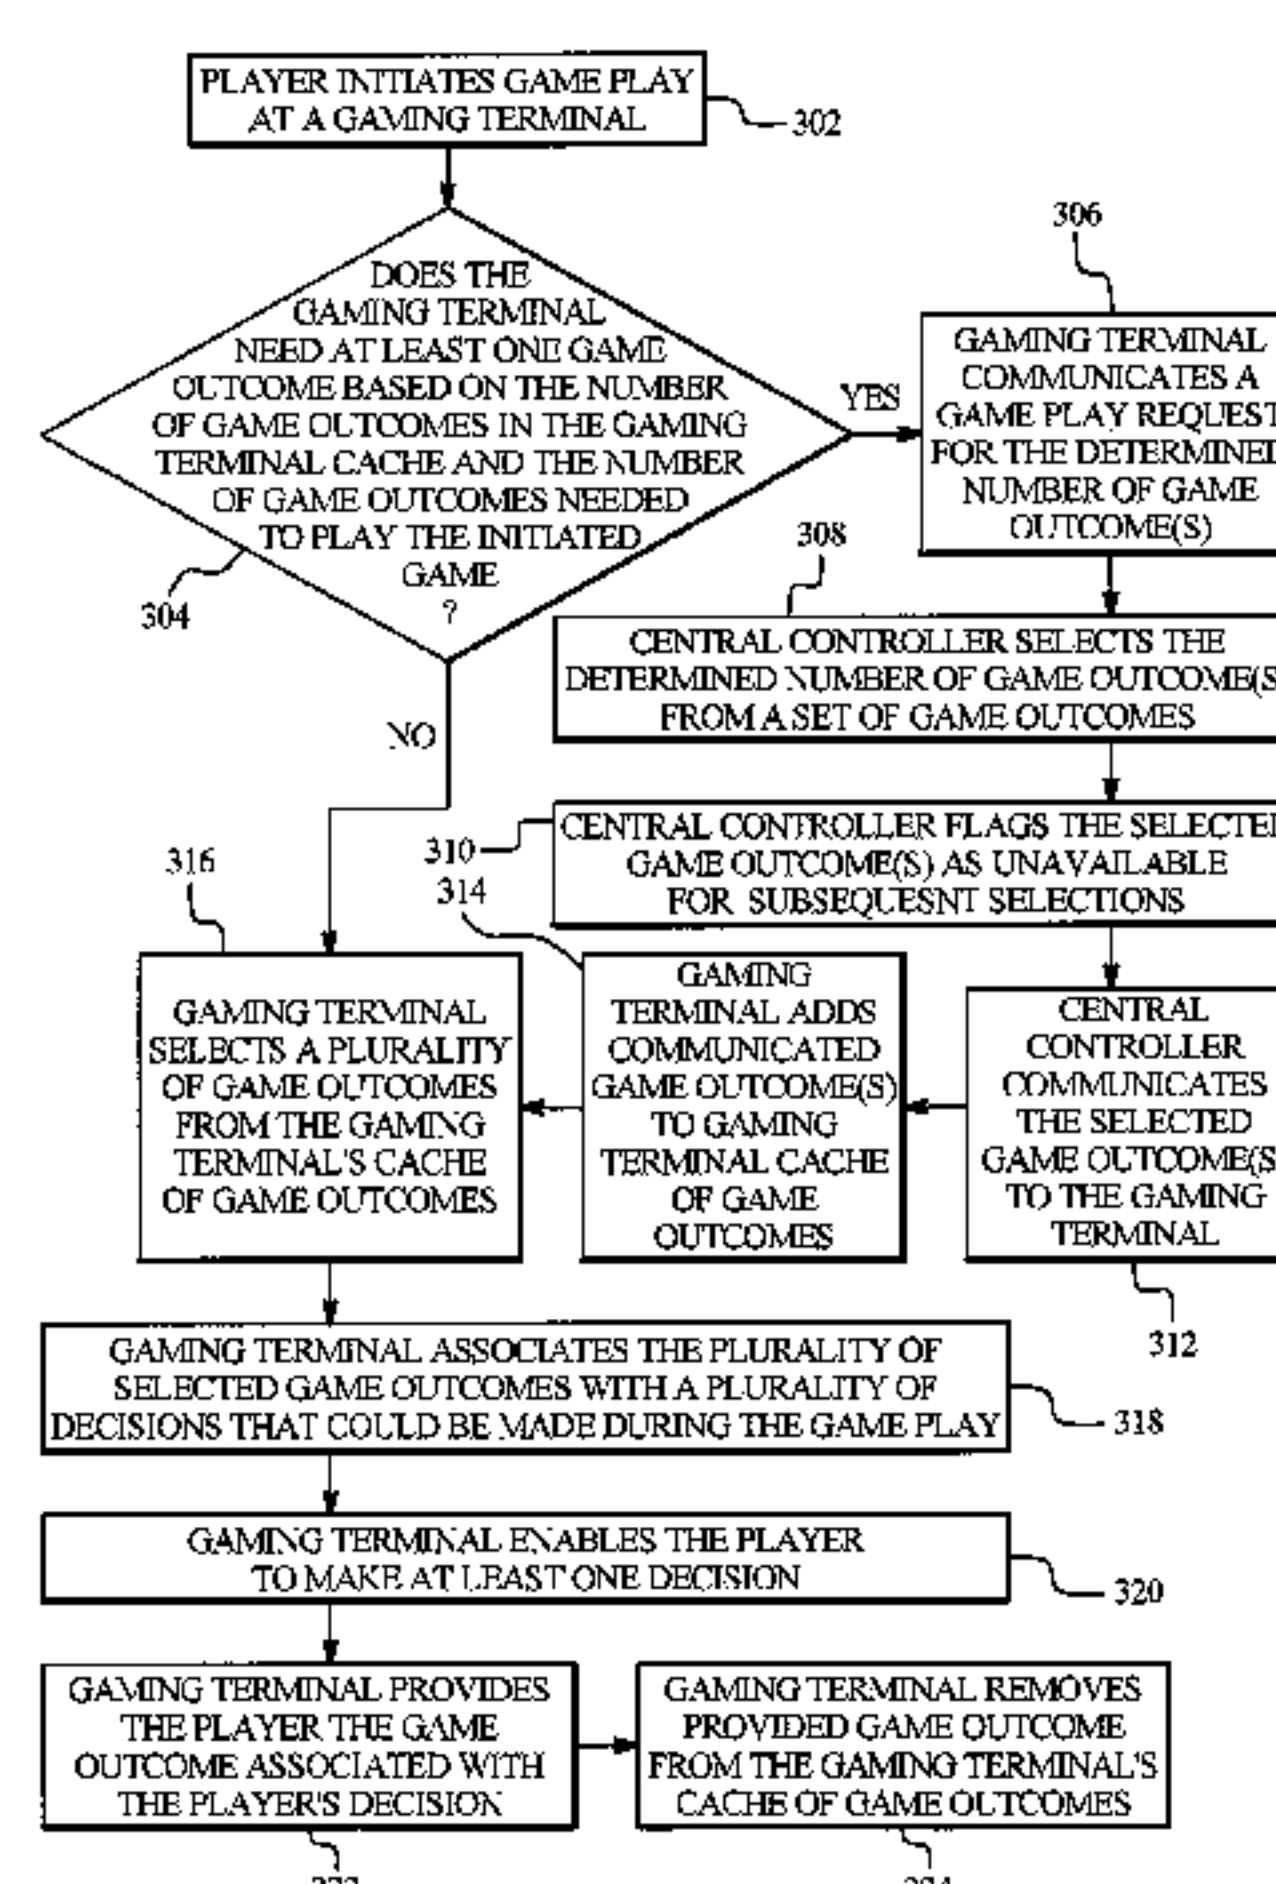 PLAYER INITIATES GAME PLAY
AT A GAMING TERMINAL
302
DOES THE
GAMING TERMINAL
NEED AT LEAST ONE GAME
OUTCOME BASED ON THE NUMBER
OF GAME OUTCOMES IN THE GAMING
TERMINAL CACHE AND THE NUMBER
OF GAME OUTCOMES NEEDED
TO PLAY THE INITIATED
GAME
?
304
YES
NO
306
GAMING TERMINAL
COMMUNICATES A
GAME PLAY REQUEST
FOR THE
NUMBER OF GAME
OUTCOME(S)
308
CENTRAL CONTROLLER SELECTS THE
DETERMINED NUMBER OF GAME OUTCOME(S
FROM A SET OF GAME OUTCOMES
310
CENTRAL CONTROLLER FLAGS THE
GAME OUTCOME(S) AS UNAVAILABLE
FOR SUBSEQUESNT SELECTIONS
312
CENTRAL
CONTROLLER
COMMUNICATES
THE SELECTED
GAME OUTCOME(S
TO THE GAMING
TERMINAL
314
GAMING
TERMINAL ADDS
COMMUNICATED
GAME OUTCOME(S)
TO GAMING
TERMINAL CACHE
OF GAME
OUTCOMES
316
GAMING TERMINAL
SELECTS A PLURALITY
OF GAME OUTCOMES
FROM THE GAMING
TERMINAL'S CACHE
OF GAME OUTCOMES
GAMING TERMINAL ASSOCIATES THE PLURALITY OF
SELECTED GAME OUTCOMES WITH A PLURALITY OF
DECISIONS THAT COULD BE MADE DURING THE GAME PLAY
318
GAMING TERMINAL ENABLES THE PLAYER
TO MAKE AT LEAST ONE DECISION
320
GAMING TERMINAL PROVIDES
THE PLAYER THE GAME
OUTCOME ASSOCIATED WITH
THE PLAYER'S DECISION
GAMING TERMINAL REMOVES
PROVIDED GAME OUTCOME
FROM THE GAMING TERMINAL'S
CACHE OF GAME OUTCOMES